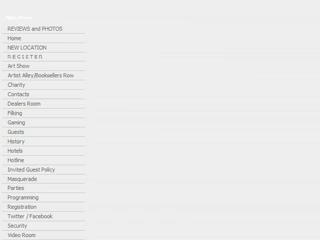 REVIEWS and PHOTOS
Home
NEW LOCATION
R E G I S T E R
Art Show
Artist Alley/Booksellers Row
Charity
Contacts
Dealers Room
Filking
Gaming
Guests
History
Hotels
Hotline
Invited Guest Policy
Masquerade
Parties
Programming
Registration
Twitter / Facebook
Security
Video Room